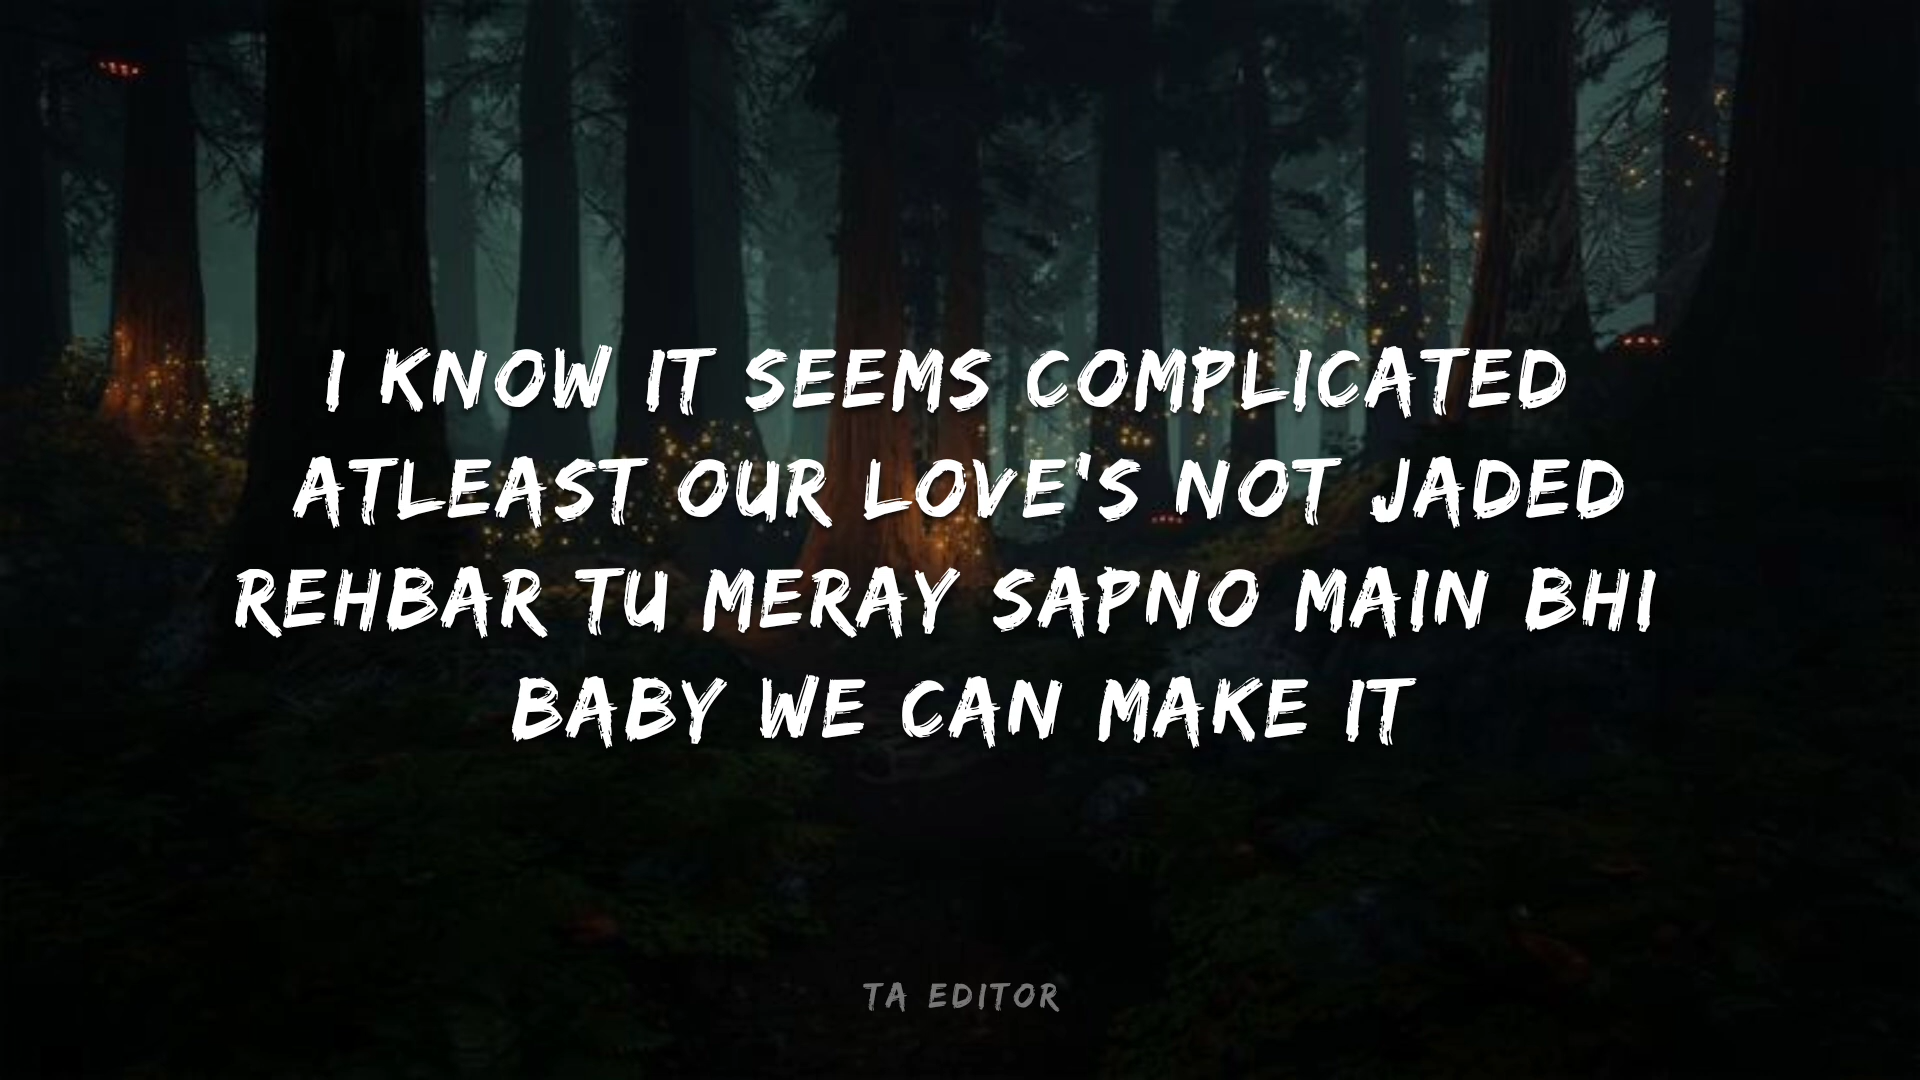 I KNOW IT SEEMS COMPLICATED
ATLEAST OUR LOVE'S NOT JADED
REHBAR TU MERAY SAPNO MAIN BHI
BABY WE CAN MAKE IT
TA EDITOR